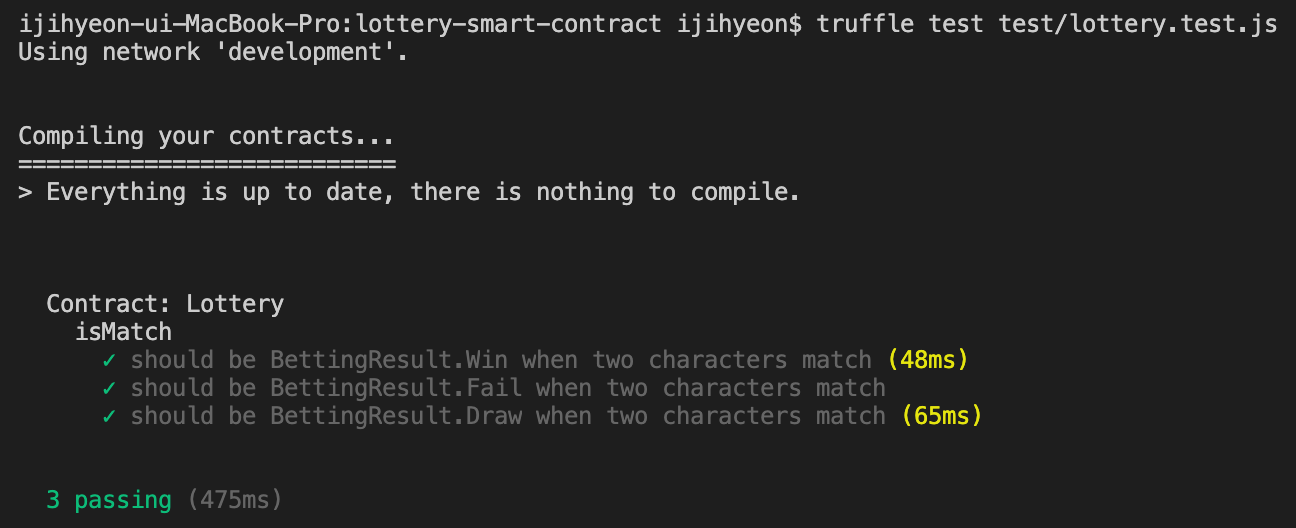 ijihyeon-ui-MacBook-Pro:lottery-smart-contract ijihyeon$ truffle test test/lottery.test.js
Using network 'development'.
Compiling your contracts...
===========================
> Everything is up to date, there is nothing to compile.
Contract: Lottery
isMatch
✓ should be BettingResult.Win when two characters match (48ms)
✓ should be BettingResult.Fail when two characters match
✓ should be BettingResult.Draw when two characters match (65ms)
3 passing (475ms)